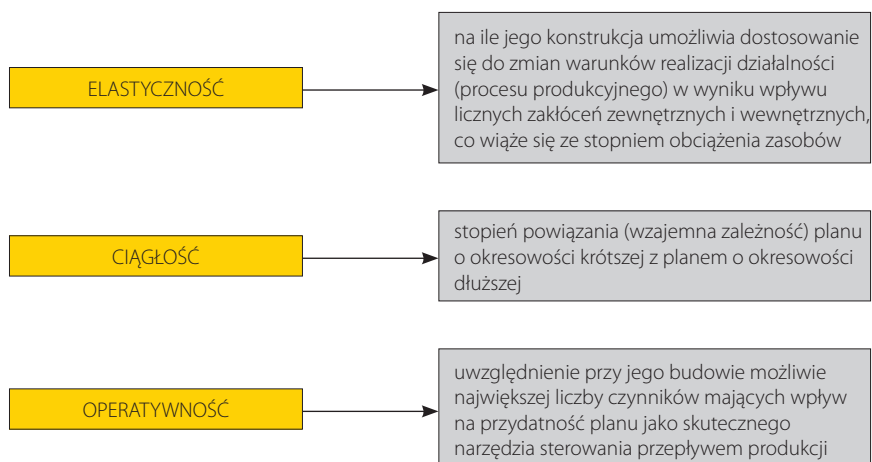 ELASTYCZNOŚĆ
na ile jego konstrukcja umożliwia dostosowanie
się do zmian warunków realizacji działalności
(procesu produkcyjnego) w wyniku wpływu
licznych zakłóceń zewnętrznych i wewnętrznych,
co wiąże się ze stopniem obciążenia zasobów
CIĄGŁOŚĆ
stopień powiązania (wzajemna zależność) planu
o okresowości krótszej z planem o okresowości
dłuższej
OPERATYWNOŚĆ
uwzględnienie przy jego budowie możliwie
największej liczby czynników mających wpływ
na przydatność planu jako skutecznego
narzędzia sterowania przepływem produkcji